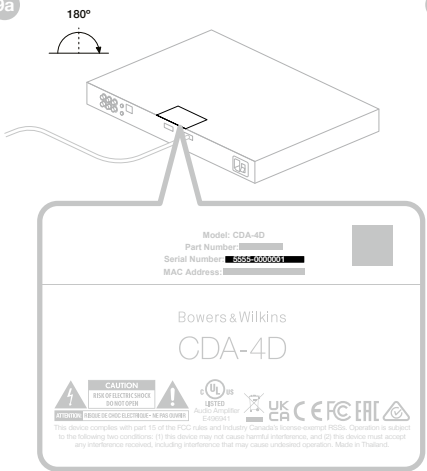 9a
180º
Model: CDA-4D
Part Number:
Serial Number: 5555-0000001
MAC Address:
Bowers & Wilkins
CDA-4D
CAUTION
RISK OF ELECTRIC SHOCK
DO NOT OPEN
ATTENTION RISQUE DE CHOC ELECTRIQUE – NE PAS OUVRIR
C UL US
LISTED
Audio Amplifier
E496941
UK
CA CE FC EAC
The device complies with part 15 of the FCC rules and industry Canada's license-exempt RSSs. Operation is subject
to the following two conditions: (1) this device may not cause harmful interference, and (2) this device must accept
any interference received, including interference that may cause undesired operation. Made in Thailand.